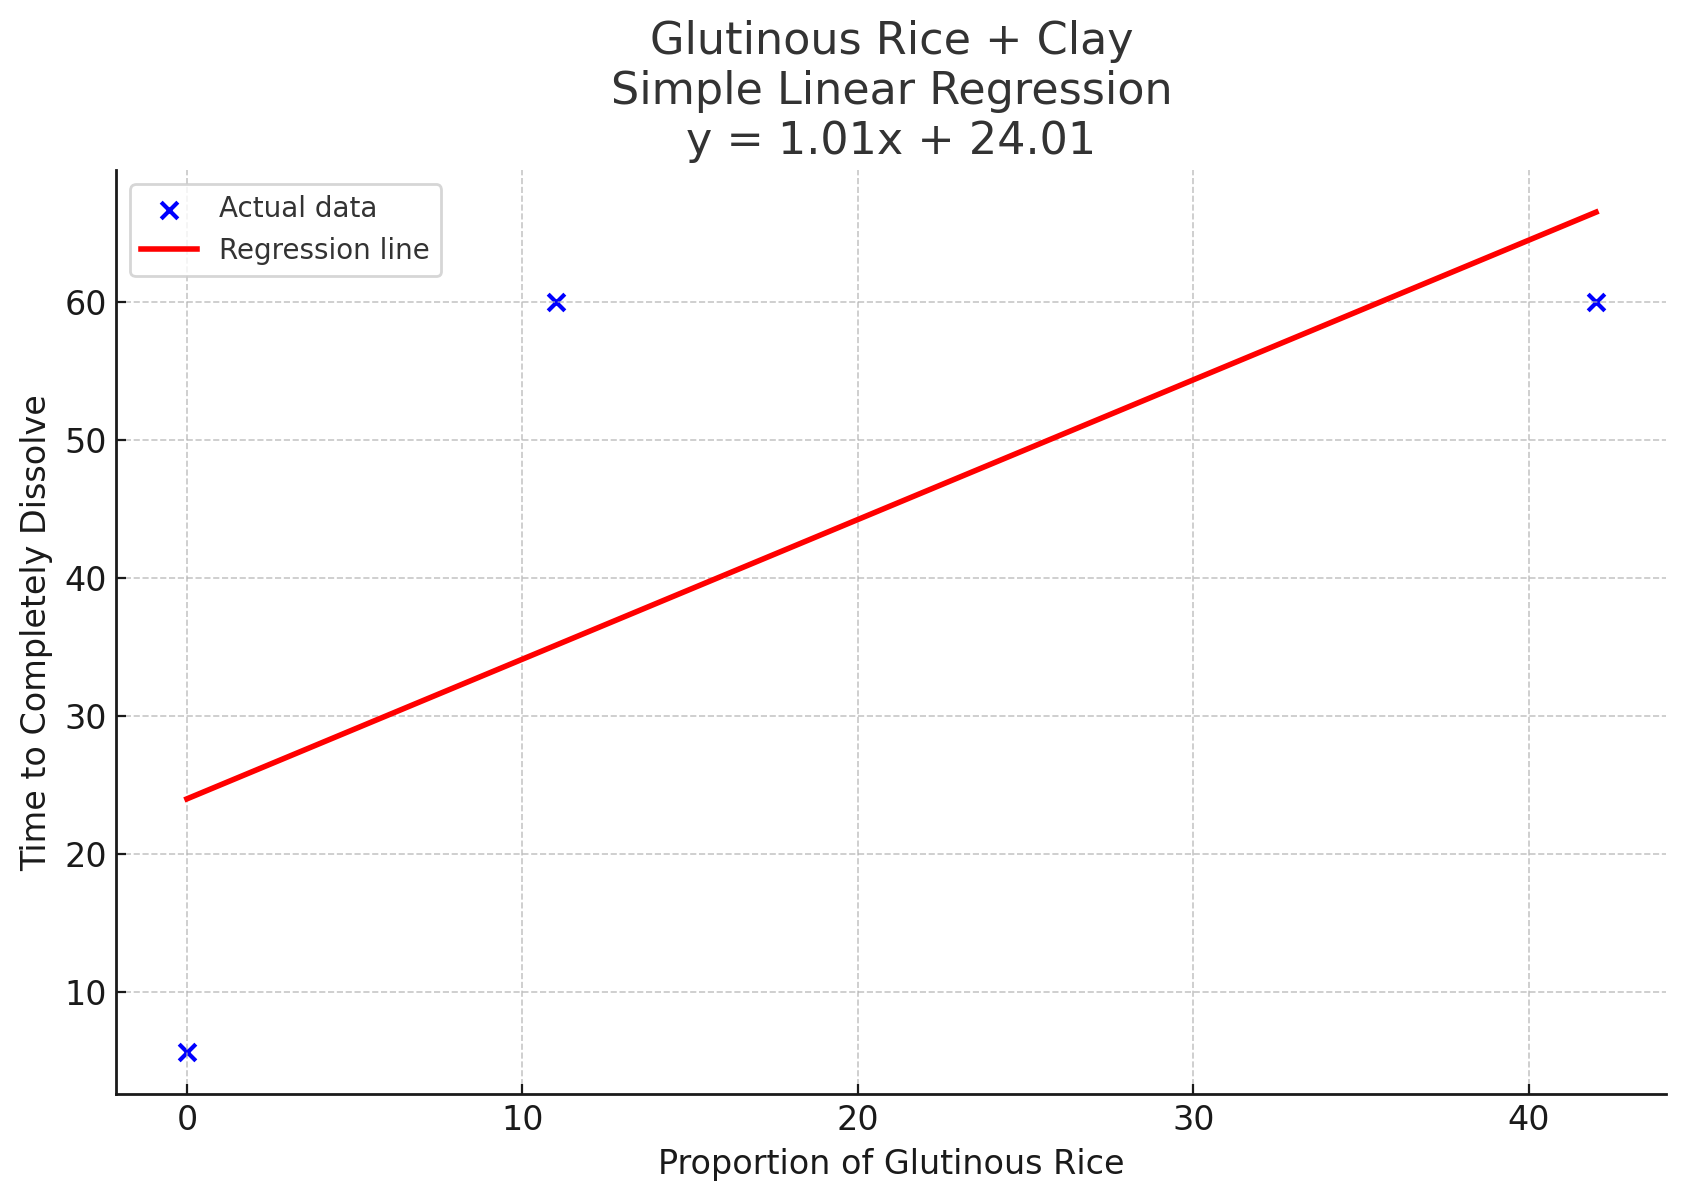 Glutinous Rice + Clay
Simple Linear Regression
y = 1.01x + 24.01
Actual data
Regression line
60
50
40
30
20
10
Time to Completely Dissolve
0
10
20
30
40
Proportion of Glutinous Rice